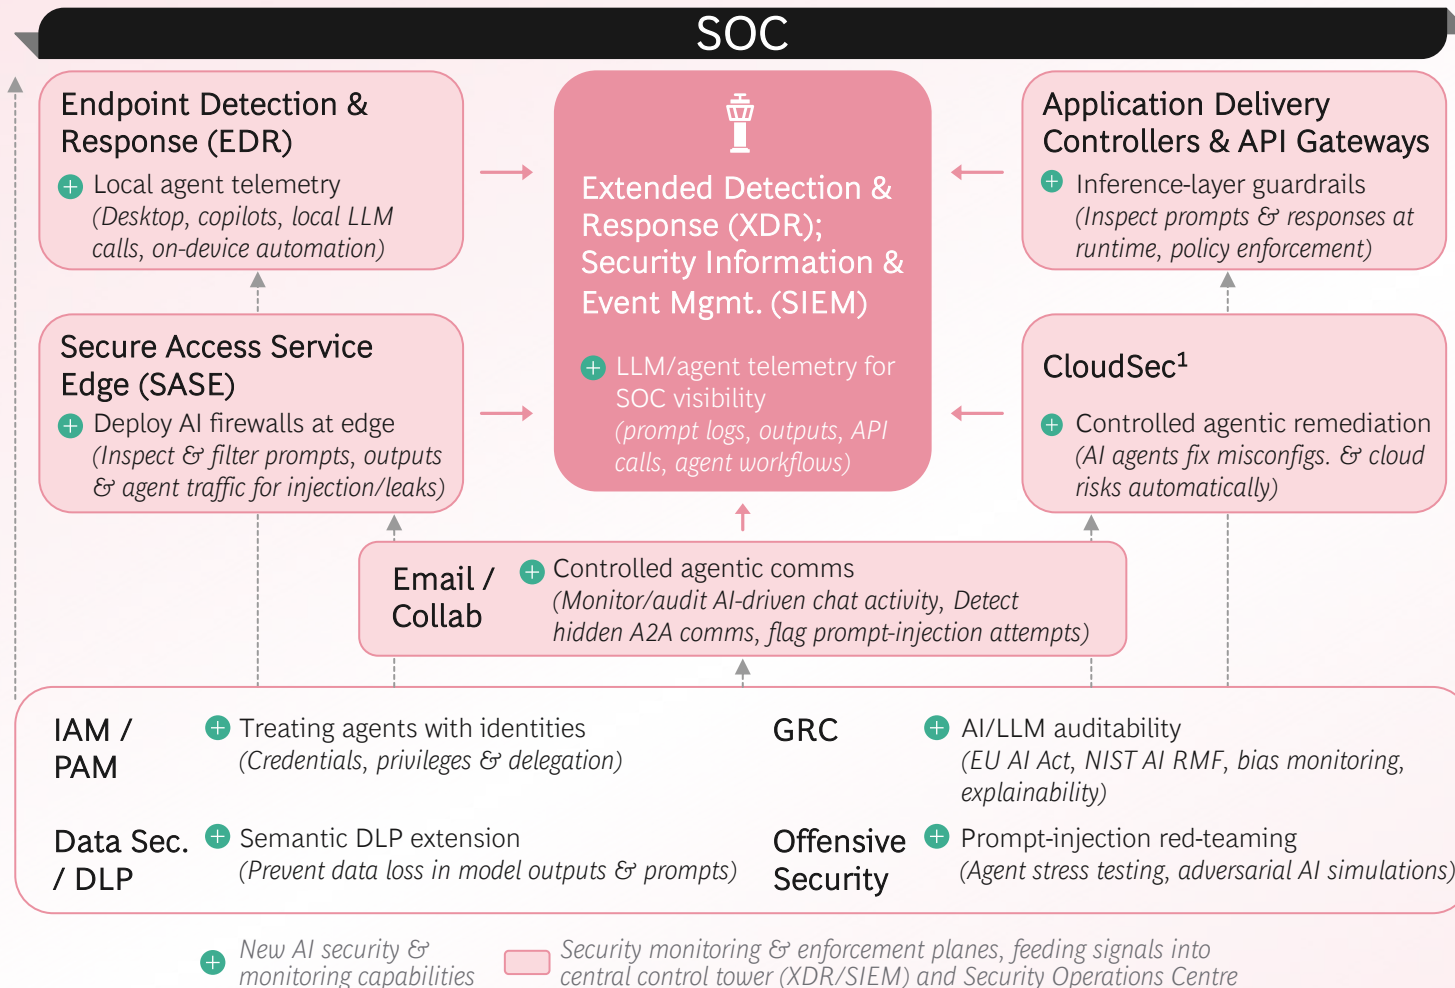 SOC
Endpoint Detection &
Response (EDR)
Local agent telemetry
(Desktop, copilots, local LLM
calls, on-device automation)
Extended Detection &
Response (XDR);
Security Information &
Event Mgmt. (SIEM)
LLM/agent telemetry for
SOC visibility
(prompt logs, outputs, API
calls, agent workflows)
Application Delivery
Controllers & API Gateways
Inference-layer guardrails
(Inspect prompts & responses at
runtime, policy enforcement)
Secure Access Service
Edge (SASE)
Deploy AI firewalls at edge
(Inspect & filter prompts, outputs
& agent traffic for injection/leaks)
CloudSec¹
Controlled agentic remediation
(AI agents fix misconfigs. & cloud
risks automatically)
Email /
Collab
Controlled agentic comms
(Monitor/audit AI-driven chat activity, Detect
hidden A2A comms, flag prompt-injection attempts)
IAM /
PAM
Treating agents with identities
(Credentials, privileges & delegation)
GRC
AI/LLM auditability
(EU AI Act, NIST AI RMF, bias monitoring,
explainability)
Data Sec.
/ DLP
Semantic DLP extension
(Prevent data loss in model outputs & prompts)
Offensive
Security
Prompt-injection red-teaming
(Agent stress testing, adversarial AI simulations)
New AI security &
monitoring capabilities
Security monitoring & enforcement planes, feeding signals into
central control tower (XDR/SIEM) and Security Operations Centre